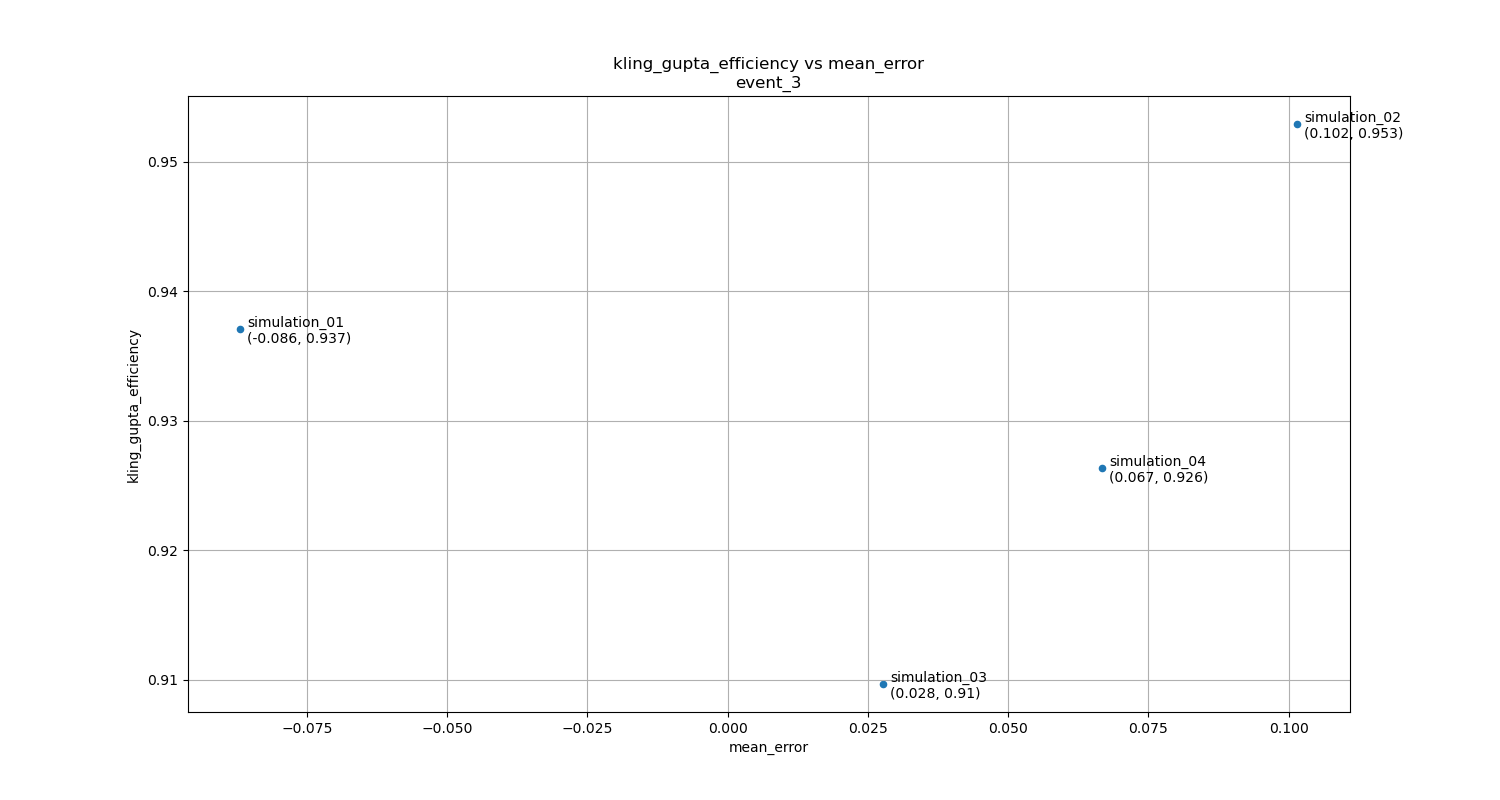 kling_gupta_efficiency vs mean_error
event_3
simulation_02
(0.102, 0.953)
0.95
0.94
simulation_01
(-0.086, 0.937)
kling_gupta_efficiency
0.93
simulation_04
(0.067, 0.926)
0.92
0.91
simulation_03
(0.028, 0.91)
−0.075
−0.050
−0.025
0.000
0.025
0.050
0.075
0.100
mean_error